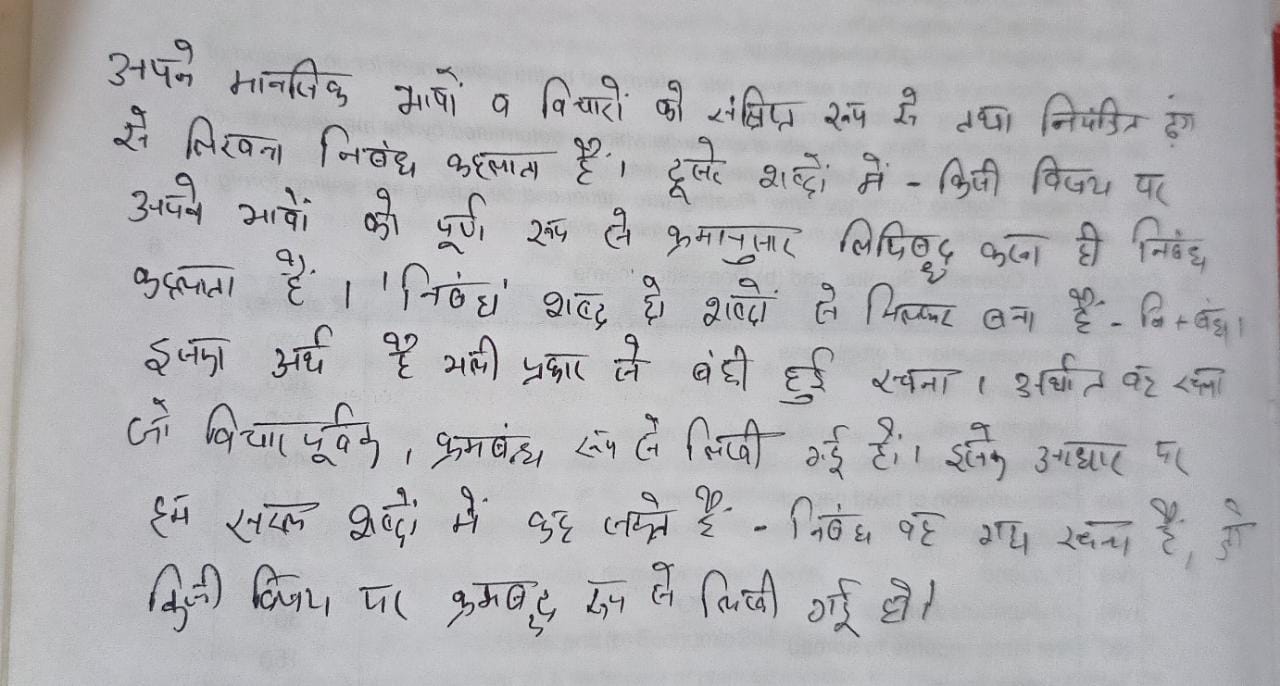 अपने मानसिक भावों व विचारों को संक्षिप्त रूप से तथा नियंत्रित ढंग
से लिखना निबंध कहलाता है। दूसरे शब्दों में - किसी विषय पर
अपने भावों को पूर्ण रूप से क्रमानुसार लिपिबद्ध करना ही निबंध
कहलाता है। 'निबंध' शब्द दो शब्दों से मिलकर बना है - नि + बंध।
इसका अर्थ है भली प्रकार से बंधी हुई रचना। अर्थात वह रचना
जो विचारपूर्वक, क्रमबंध्द रूप से लिखी गई हो। इसके आधार पर
हम सरल शब्दों में कह सकते हैं - निबंध वह गद्य रचना है, जो
किसी विषय पर क्रमबद्ध रूप से लिखी गई हो।